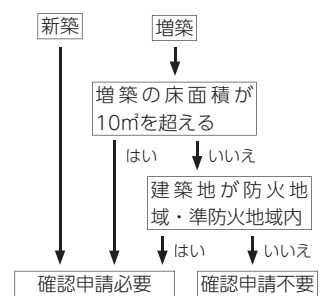 新築
増築
増築の床面積が
10㎡を超える
はい
いいえ
建築地が防火地
域・準防火地域内
はい
いいえ
確認申請必要
確認申請不要